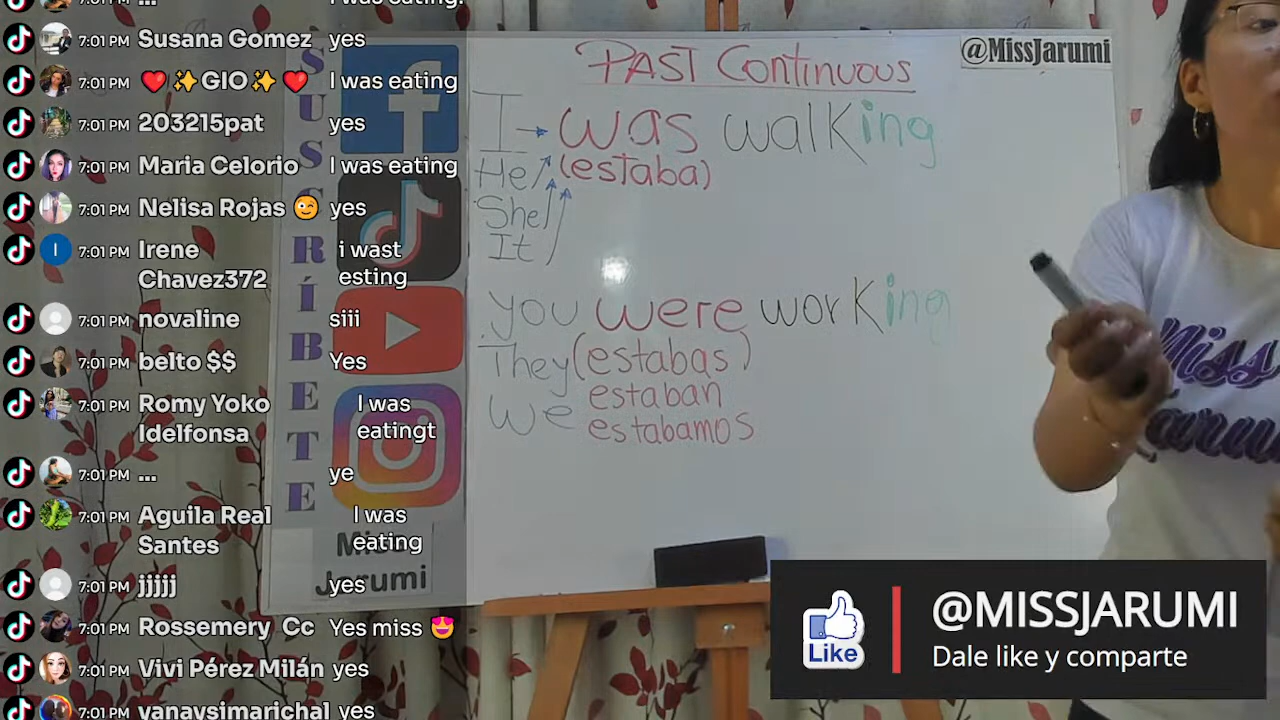 ... I was eating.
7:01 PM Susana Gomez yes
7:01 PM ❤️✨GIO✨❤️ I was eating
7:01 PM 203215pat yes
7:01 PM Maria Celorio I was eating
7:01 PM Nelisa Rojas 😉 yes
7:01 PM Irene i wast
Chavez372 esting
7:01 PM novaline siii
7:01 PM belto $$ Yes
7:01 PM Romy Yoko I was
Idelfonsa eatingt
7:01 PM ... ye
7:01 PM Aguila Real I was
Santes eating
7:01 PM jjjjj yes
7:01 PM Rossemery Cc Yes miss 😍
7:01 PM Vivi Pérez Milán yes
7:01 PM yanaysimarichal yes
SUSCRÍBETE
Miss
Jarumi
PAST Continuous
@MissJarumi
I → was walking
He (estaba)
She
It
you were working
They (estabas)
estaban
We estabamos
Miss
Jarumi
Like
@MISSJARUMI
Dale like y comparte